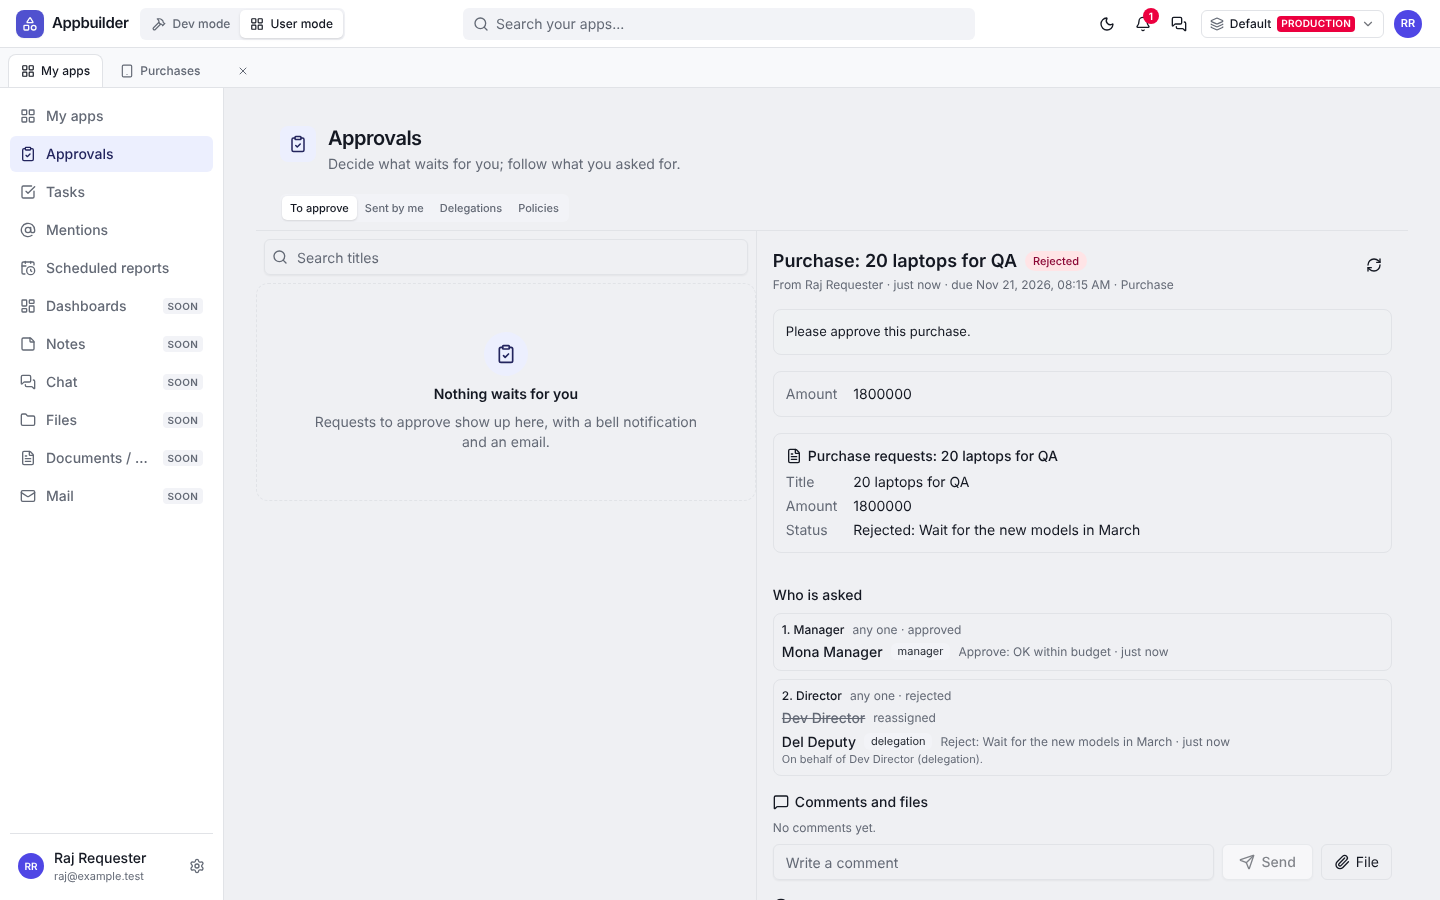 Appbuilder
Dev mode
User mode
Search your apps...
1
Default PRODUCTION
RR
My apps
Purchases
My apps
Approvals
Tasks
Mentions
Scheduled reports
Dashboards SOON
Notes SOON
Chat SOON
Files SOON
Documents / ... SOON
Mail SOON
RR
Raj Requester
raj@example.test
Approvals
Decide what waits for you; follow what you asked for.
To approve
Sent by me
Delegations
Policies
Search titles
Nothing waits for you
Requests to approve show up here, with a bell notification
and an email.
Purchase: 20 laptops for QA Rejected
From Raj Requester · just now · due Nov 21, 2026, 08:15 AM · Purchase
Please approve this purchase.
Amount 1800000
Purchase requests: 20 laptops for QA
Title 20 laptops for QA
Amount 1800000
Status Rejected: Wait for the new models in March
Who is asked
1. Manager any one · approved
Mona Manager manager Approve: OK within budget · just now
2. Director any one · rejected
Dev Director reassigned
Del Deputy delegation Reject: Wait for the new models in March · just now
On behalf of Dev Director (delegation).
Comments and files
No comments yet.
Write a comment
Send
File